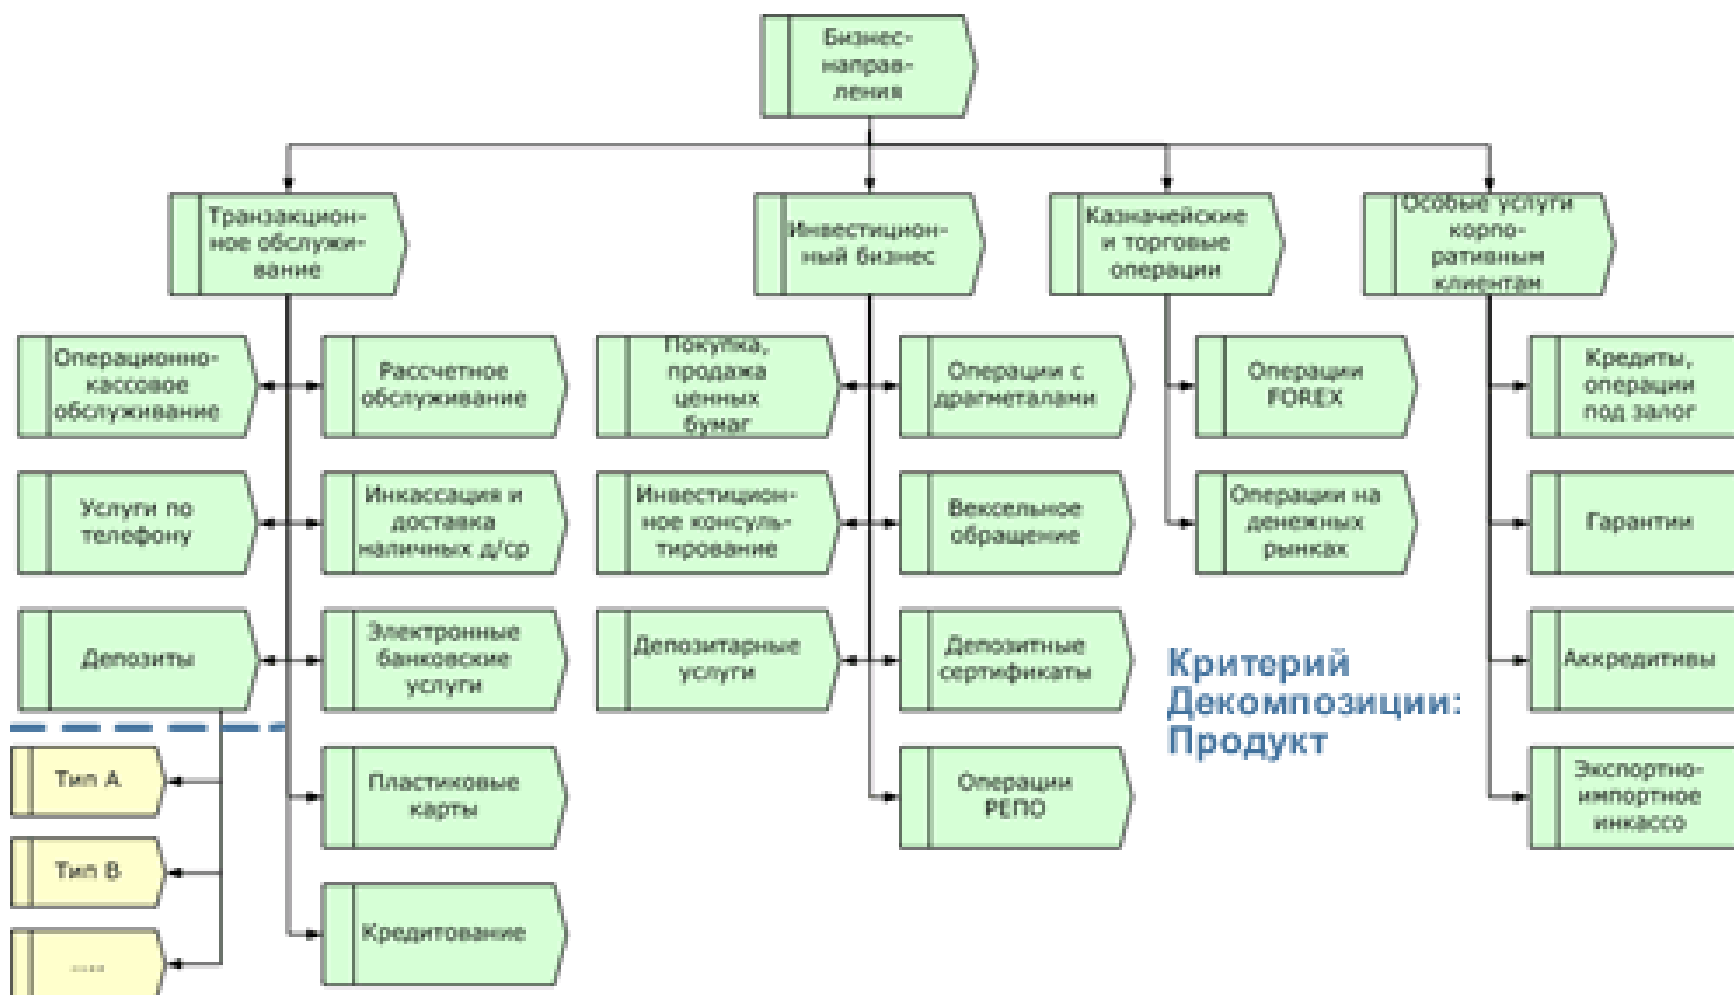 Бизнес-
направ-
ления
Транзакцион-
ное обслужи-
вание
Инвестицион-
ный бизнес
Казначейские
и торговые
операции
Особые услуги
корпо-
ративным
клиентам
Операционно-
кассовое
обслуживание
Рассчетное
обслуживание
Покупка,
продажа
ценных
бумаг
Операции с
драгметалами
Операции
FOREX
Кредиты,
операции
под залог
Услуги по
телефону
Инкассация и
доставка
наличных д/ср
Инвестицион-
ное консуль-
тирование
Вексельное
обращение
Операции на
денежных
рынках
Гарантии
Депозиты
Электронные
банковские
услуги
Депозитарные
услуги
Депозитные
сертификаты
Критерий
Декомпозиции:
Продукт
Аккредитивы
Тип А
Пластиковые
карты
Операции
РЕПО
Экспортно-
импортное
инкассо
Тип В
Кредитование
.....